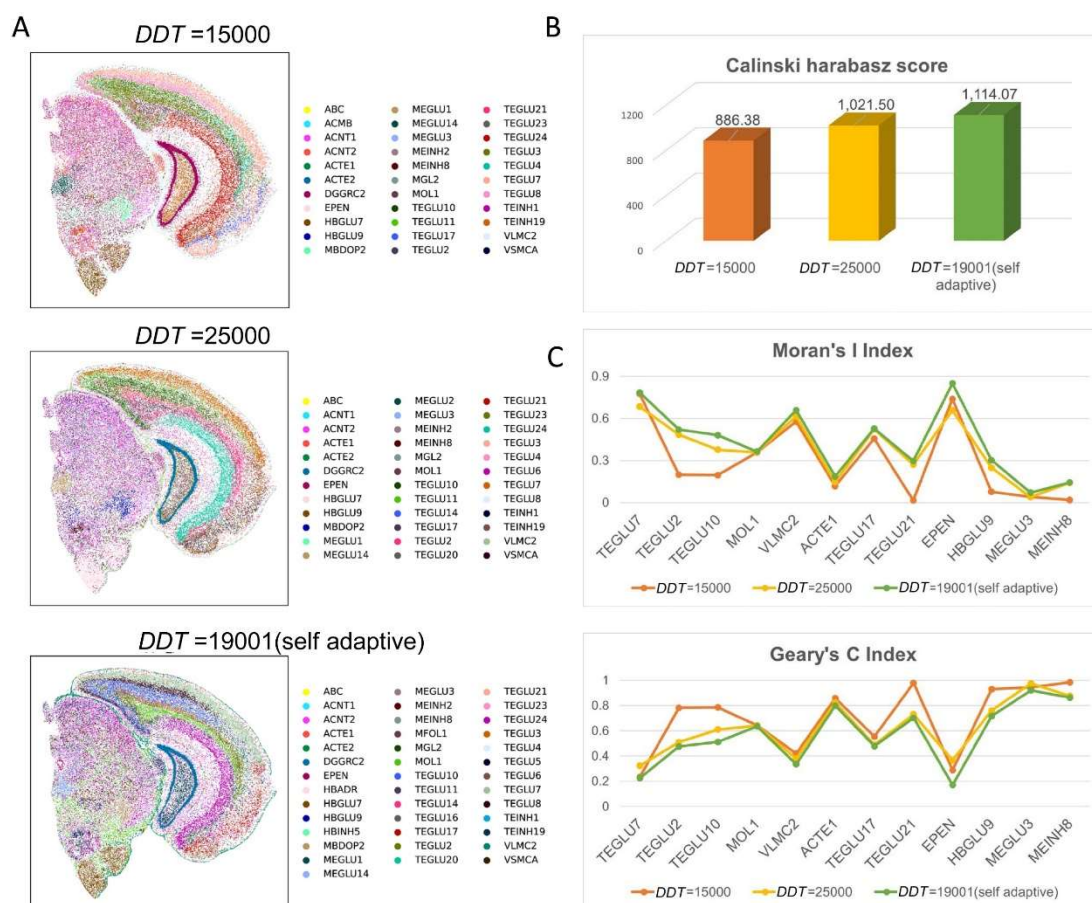 A
DDT =15000
ABC
ACMB
ACNT1
ACNT2
ACTE1
ACTE2
DGGRC2
EPEN
HBGLU7
HBGLU9
MBDOP2
MEGLU1
MEGLU14
MEGLU3
MEINH2
MEINH8
MGL2
MOL1
TEGLU10
TEGLU11
TEGLU17
TEGLU2
TEGLU21
TEGLU23
TEGLU24
TEGLU3
TEGLU4
TEGLU7
TEGLU8
TEINH1
TEINH19
VLMC2
VSMCA
DDT =25000
ABC
ACNT1
ACNT2
ACTE1
ACTE2
DGGRC2
EPEN
HBGLU7
HBGLU9
MBDOP2
MEGLU1
MEGLU14
MEGLU2
MEGLU3
MEINH2
MEINH8
MGL2
MOL1
TEGLU10
TEGLU11
TEGLU14
TEGLU17
TEGLU2
TEGLU20
TEGLU21
TEGLU23
TEGLU24
TEGLU3
TEGLU4
TEGLU6
TEGLU7
TEGLU8
TEINH1
TEINH19
VLMC2
VSMCA
DDT =19001(self adaptive)
ABC
ACNT1
ACNT2
ACTE1
ACTE2
DGGRC2
EPEN
HBADR
HBGLU7
HBGLU9
HBINH5
MBDOP2
MEGLU1
MEGLU14
MEGLU3
MEINH2
MEINH8
MFOL1
MGL2
MOL1
TEGLU10
TEGLU11
TEGLU14
TEGLU16
TEGLU17
TEGLU2
TEGLU20
TEGLU21
TEGLU23
TEGLU24
TEGLU3
TEGLU4
TEGLU5
TEGLU6
TEGLU7
TEGLU8
TEINH1
TEINH19
VLMC2
VSMCA
B
Calinski harabasz score
1200
800
400
0
886.38
1,021.50
1,114.07
DDT=15000
DDT=25000
DDT=19001(self
adaptive)
C
Moran's I Index
0.9
0.6
0.3
0
TEGLU7
TEGLU2
TEGLU10
MOL1
VLMC2
ACTE1
TEGLU17
TEGLU21
EPEN
HBGLU9
MEGLU3
MEINH8
DDT=15000
DDT=25000
DDT=19001(self adaptive)
Geary's C Index
1
0.8
0.6
0.4
0.2
0
TEGLU7
TEGLU2
TEGLU10
MOL1
VLMC2
ACTE1
TEGLU17
TEGLU21
EPEN
HBGLU9
MEGLU3
MEINH8
DDT=15000
DDT=25000
DDT=19001(self adaptive)